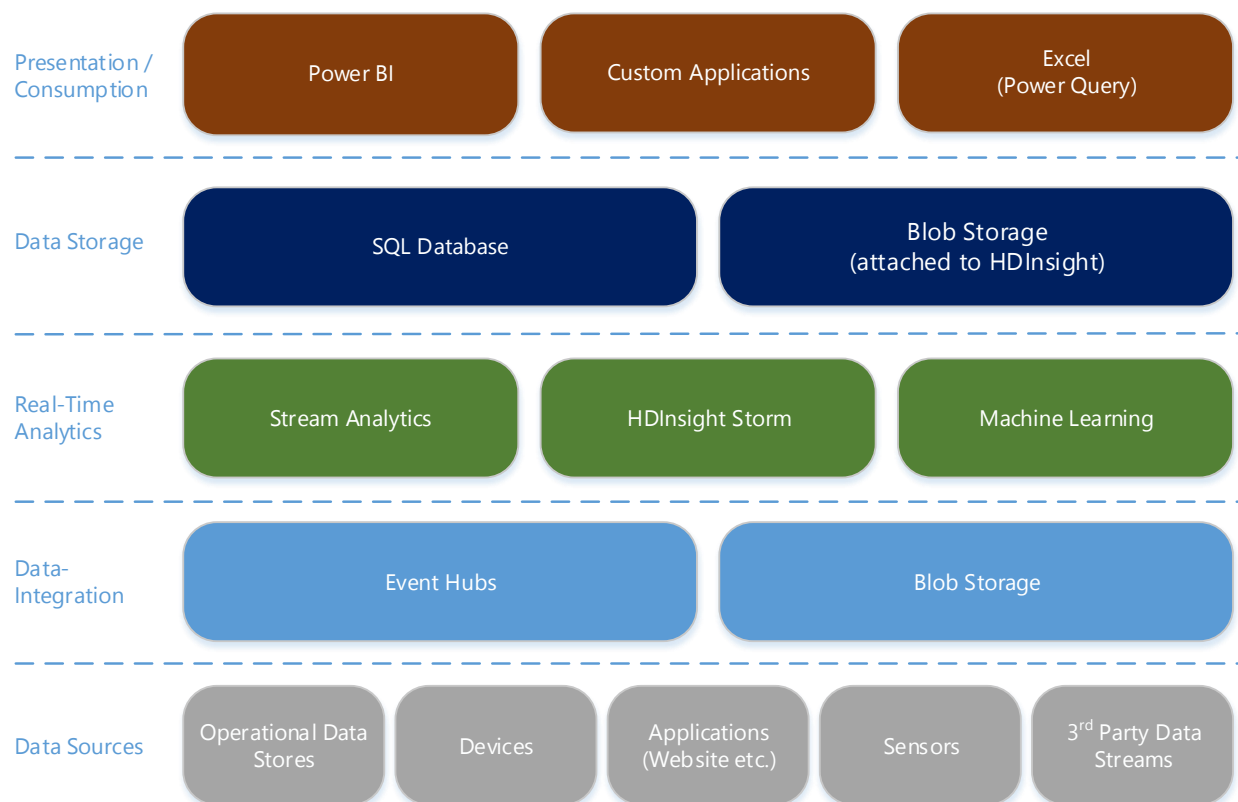 Presentation /
Consumption
Power BI
Custom Applications
Excel
(Power Query)
Data Storage
SQL Database
Blob Storage
(attached to HDInsight)
Real-Time
Analytics
Stream Analytics
HDInsight Storm
Machine Learning
Data-
Integration
Event Hubs
Blob Storage
Data Sources
Operational Data
Stores
Devices
Applications
(Website etc.)
Sensors
3rd Party Data
Streams